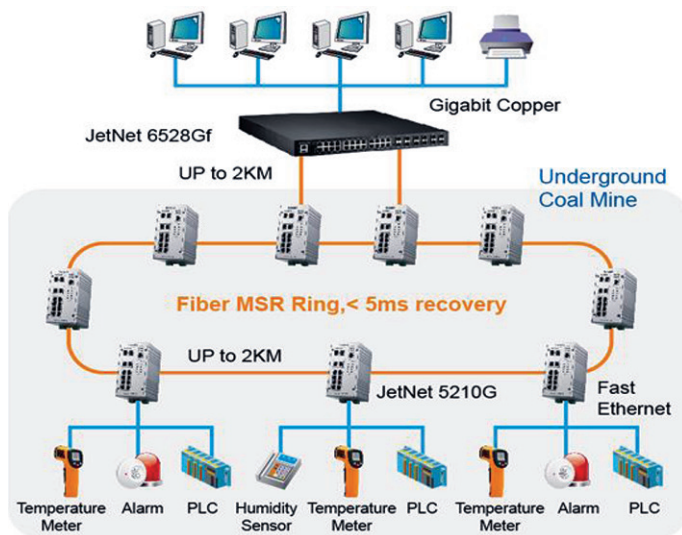 Gigabit Copper
JetNet 6528Gf
UP to 2KM
Underground
Coal Mine
Fiber MSR Ring,< 5ms recovery
UP to 2KM
JetNet 5210G
Fast
Ethernet
Temperature
Meter
Alarm
PLC
Humidity
Sensor
Temperature
Meter
PLC
Temperature
Meter
Alarm
PLC